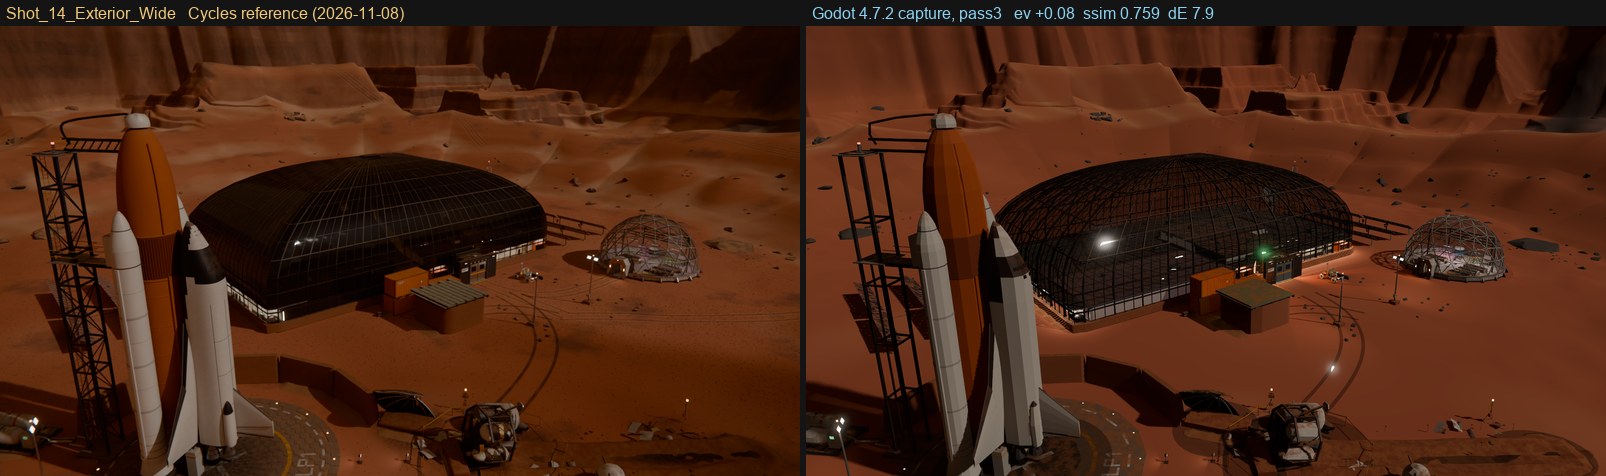 Shot_14_Exterior_Wide Cycles reference (2026-11-08)
Godot 4.7.2 capture, pass3 ev +0.08 ssim 0.759 dE 7.9
LP1